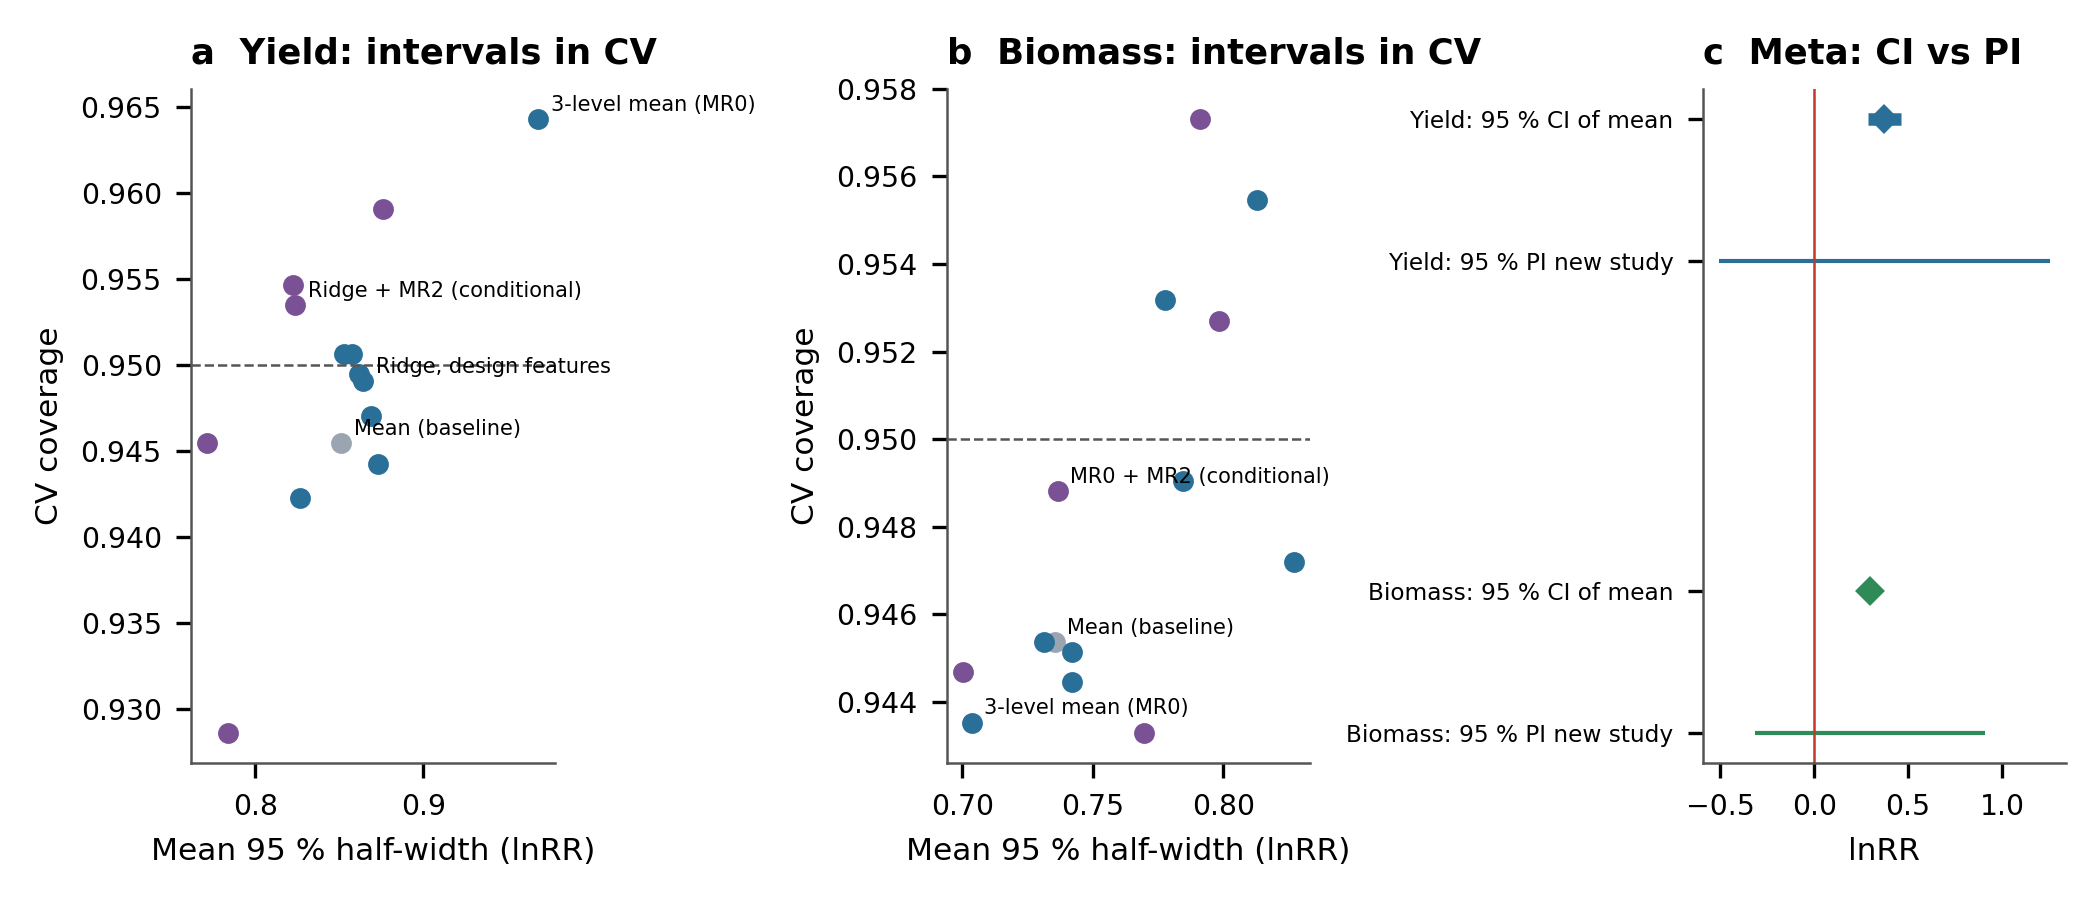 a Yield: intervals in CV
0.965
0.960
0.955
0.950
0.945
0.940
0.935
0.930
CV coverage
3-level mean (MR0)
Ridge + MR2 (conditional)
Ridge, design features
Mean (baseline)
0.8 0.9
Mean 95 % half-width (lnRR)
b Biomass: intervals in CV
0.958
0.956
0.954
0.952
0.950
0.948
0.946
0.944
CV coverage
MR0 + MR2 (conditional)
Mean (baseline)
3-level mean (MR0)
0.70 0.75 0.80
Mean 95 % half-width (lnRR)
c Meta: CI vs PI
Yield: 95 % CI of mean
Yield: 95 % PI new study
Biomass: 95 % CI of mean
Biomass: 95 % PI new study
−0.5 0.0 0.5 1.0
lnRR